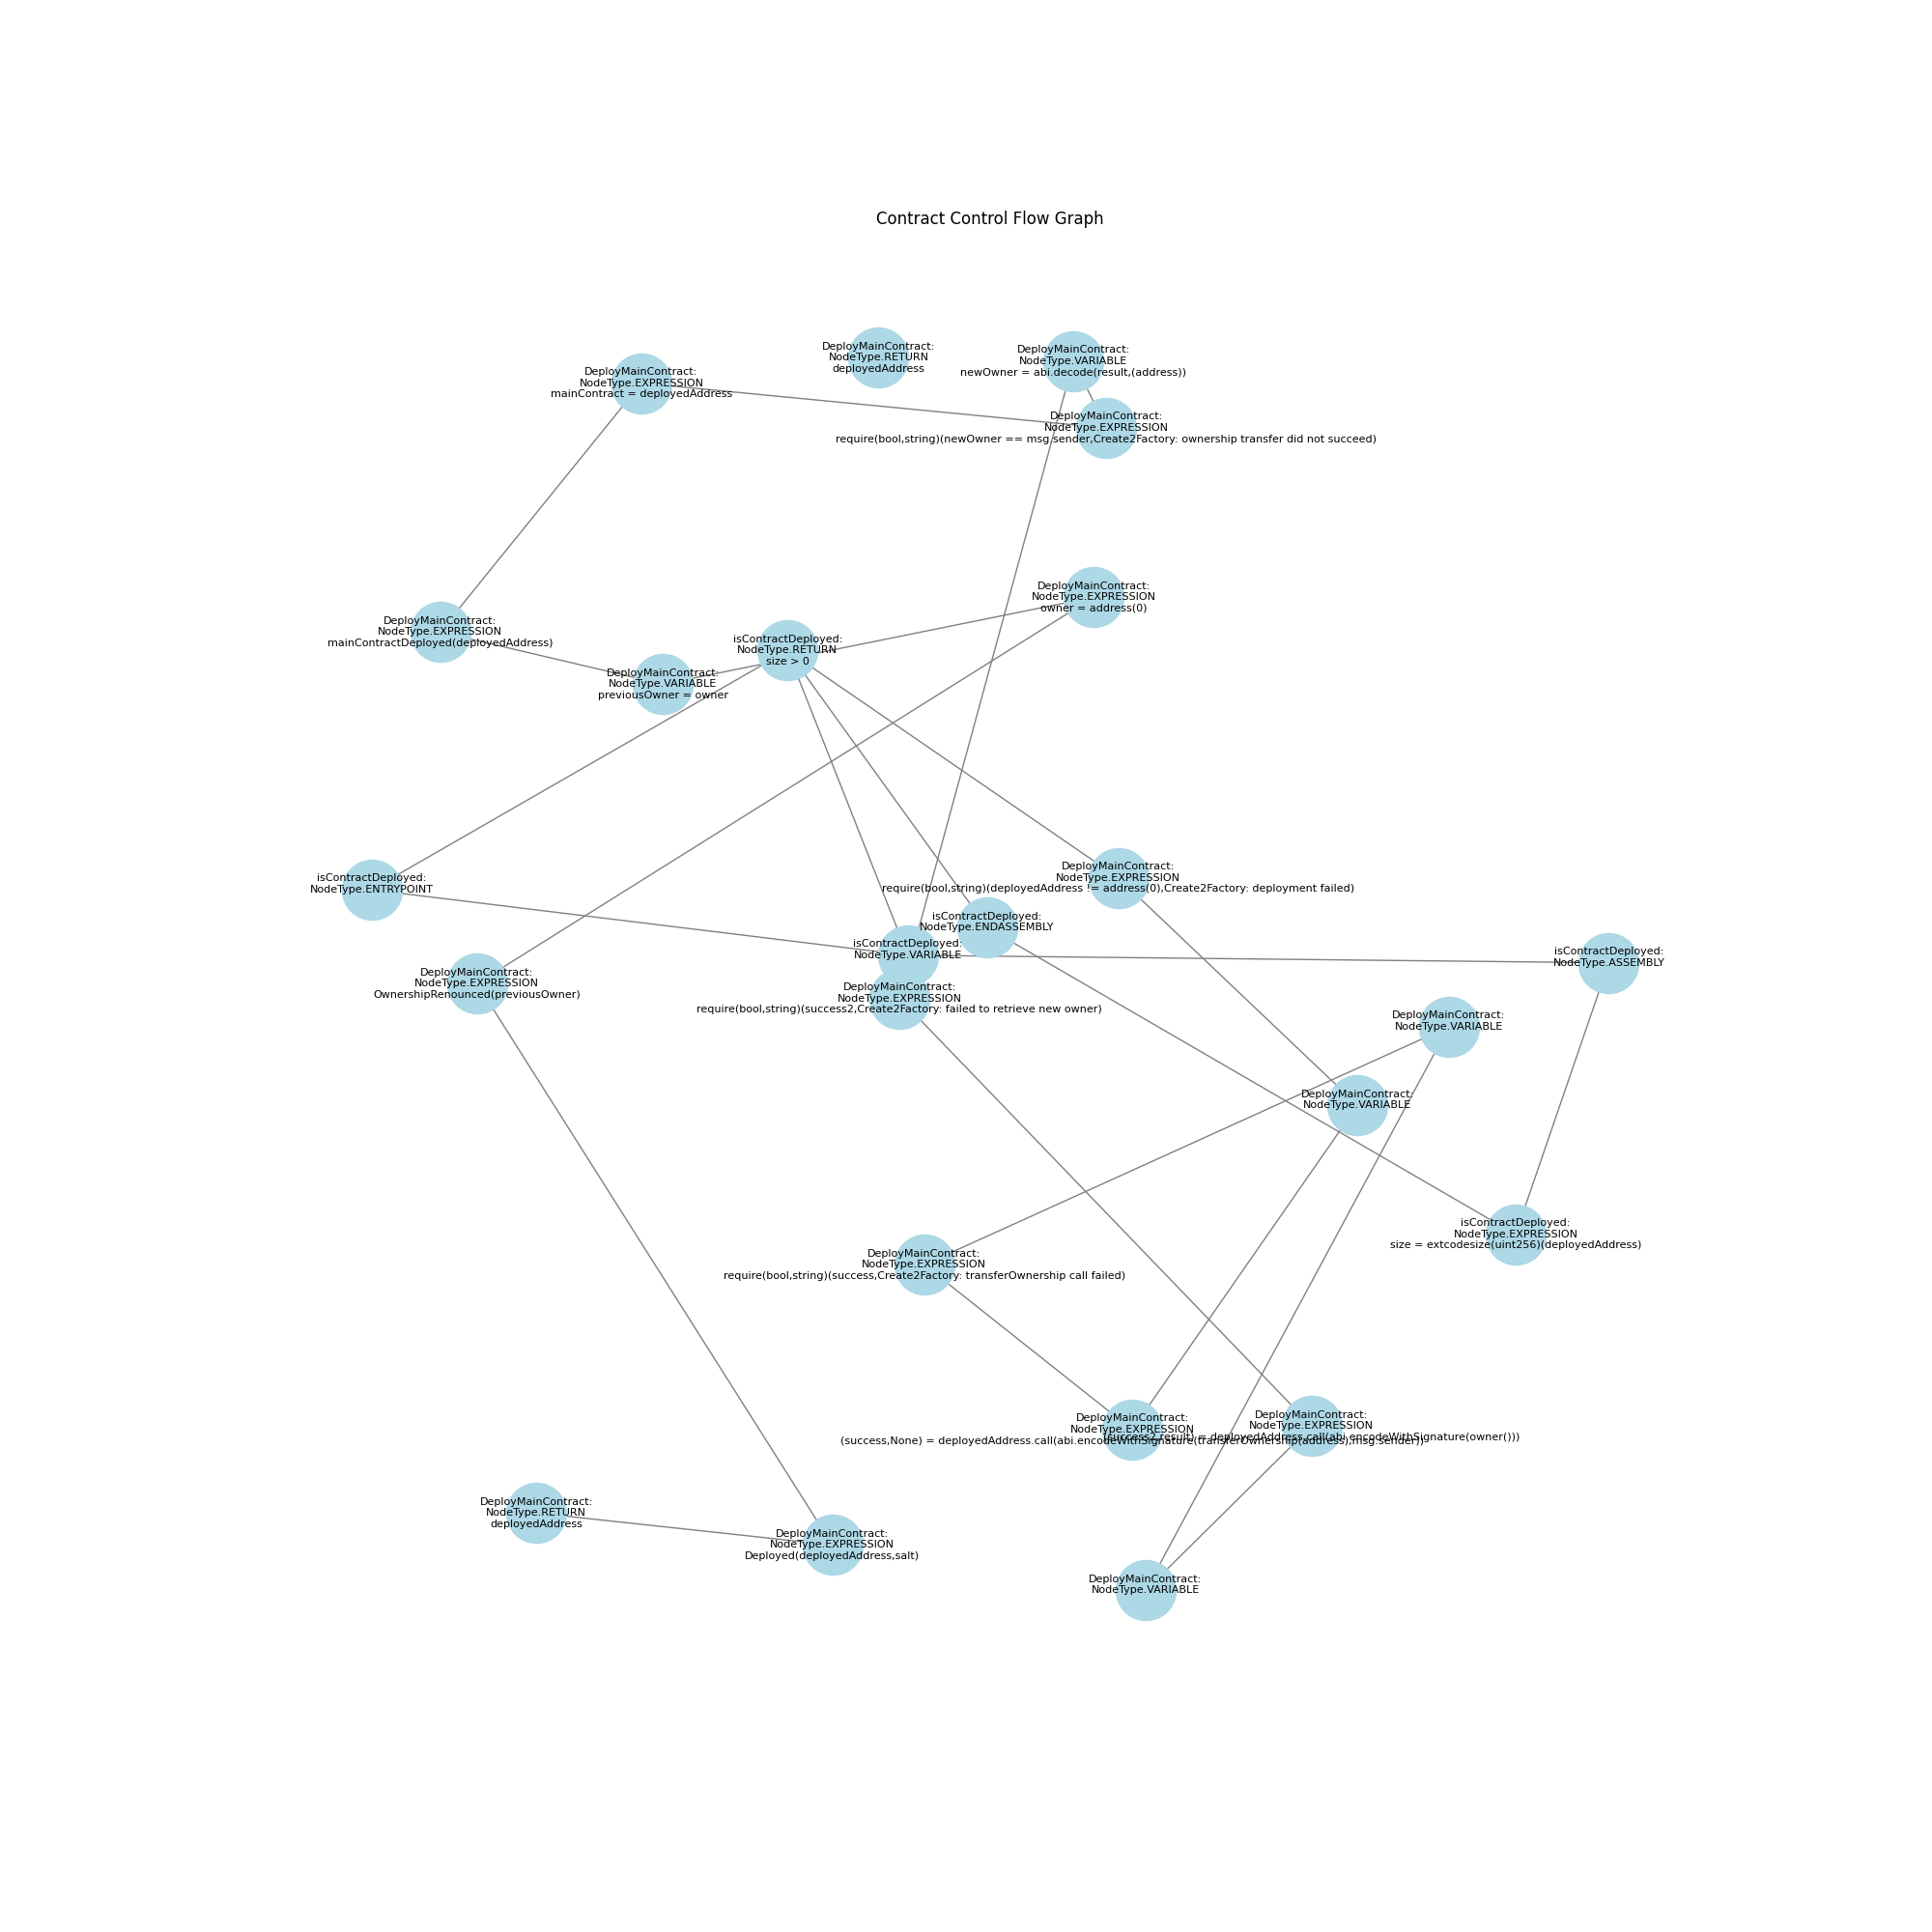 Contract Control Flow Graph
DeployMainContract:
NodeType.RETURN
deployedAddress
DeployMainContract:
NodeType.VARIABLE
newOwner = abi.decode(result,(address))
DeployMainContract:
NodeType.EXPRESSION
mainContract = deployedAddress
DeployMainContract:
NodeType.EXPRESSION
require(bool,string)(newOwner == msg.sender,Create2Factory: ownership transfer did not succeed)
DeployMainContract:
NodeType.EXPRESSION
owner = address(0)
DeployMainContract:
NodeType.EXPRESSION
mainContractDeployed(deployedAddress)
isContractDeployed:
NodeType.RETURN
size > 0
DeployMainContract:
NodeType.VARIABLE
previousOwner = owner
DeployMainContract:
NodeType.EXPRESSION
require(bool,string)(deployedAddress != address(0),Create2Factory: deployment failed)
isContractDeployed:
NodeType.ENTRYPOINT
isContractDeployed:
NodeType.ENDASSEMBLY
isContractDeployed:
NodeType.VARIABLE
isContractDeployed:
NodeType.ASSEMBLY
DeployMainContract:
NodeType.EXPRESSION
OwnershipRenounced(previousOwner)
DeployMainContract:
NodeType.EXPRESSION
require(bool,string)(success2,Create2Factory: failed to retrieve new owner)
DeployMainContract:
NodeType.VARIABLE
DeployMainContract:
NodeType.VARIABLE
isContractDeployed:
NodeType.EXPRESSION
size = extcodesize(uint256)(deployedAddress)
DeployMainContract:
NodeType.EXPRESSION
require(bool,string)(success,Create2Factory: transferOwnership call failed)
DeployMainContract:
NodeType.EXPRESSION
(success2,result) = deployedAddress.call(abi.encodeWithSignature(owner()))
DeployMainContract:
NodeType.EXPRESSION
(success,None) = deployedAddress.call(abi.encodeWithSignature(transferOwnership(address),msg.sender))
DeployMainContract:
NodeType.RETURN
deployedAddress
DeployMainContract:
NodeType.EXPRESSION
Deployed(deployedAddress,salt)
DeployMainContract:
NodeType.VARIABLE